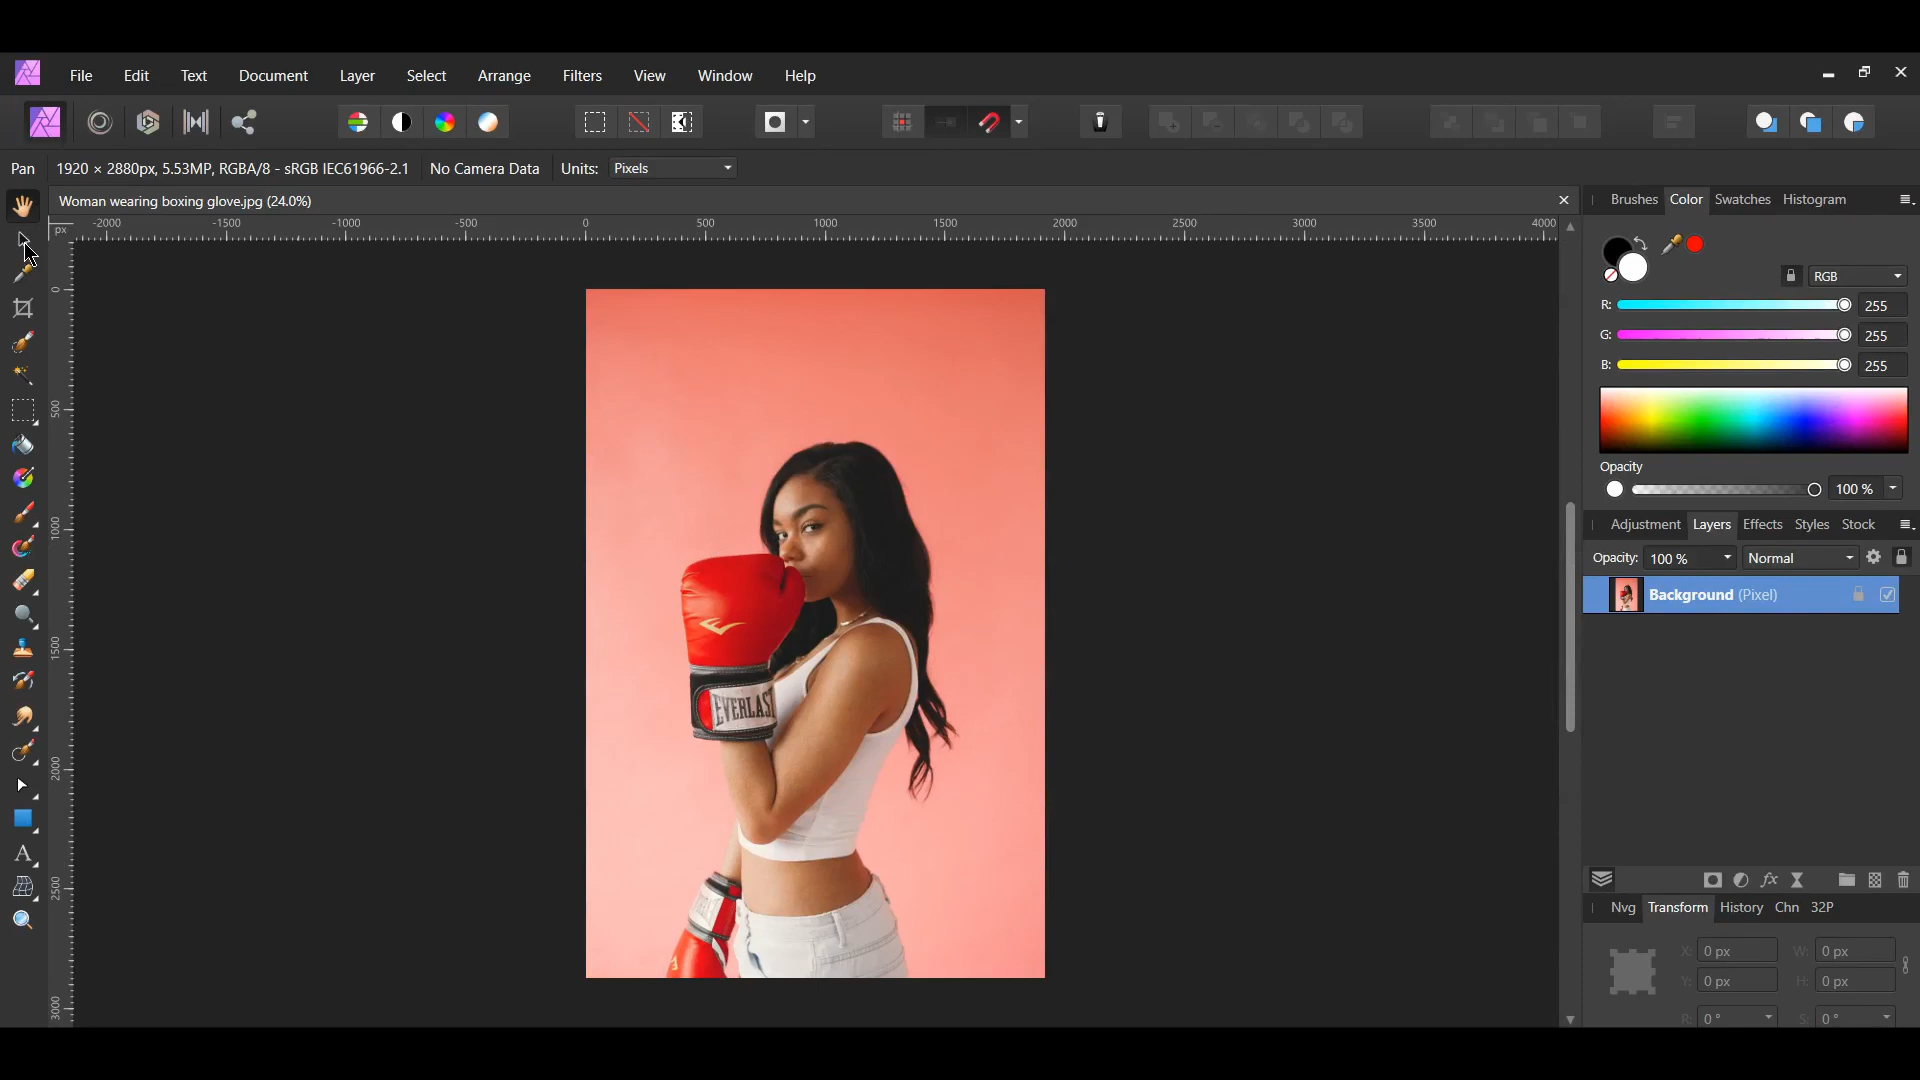 File Edit Text Document Layer Select Arrange Filters View Window Help
Pan 1920 × 2880px, 5.53MP, RGBA/8 - sRGB IEC61966-2.1 No Camera Data Units: Pixels
Woman wearing boxing glove.jpg (24.0%)
Brushes Color Swatches Histogram
px -2000 -1500 -1000 -500 0 500 1000 1500 2000 2500 3000 3500 4000
0
500
1000
1500
2000
2500
3000
RGB
R: 255
G: 255
B: 255
Opacity
100 %
Adjustment Layers Effects Styles Stock
Opacity: 100 % Normal
Background (Pixel)
fx
EVERLAST
A
Nvg Transform History Chn 32P
X: 0 px W: 0 px
Y: 0 px H: 0 px
R: 0 ° S: 0 °